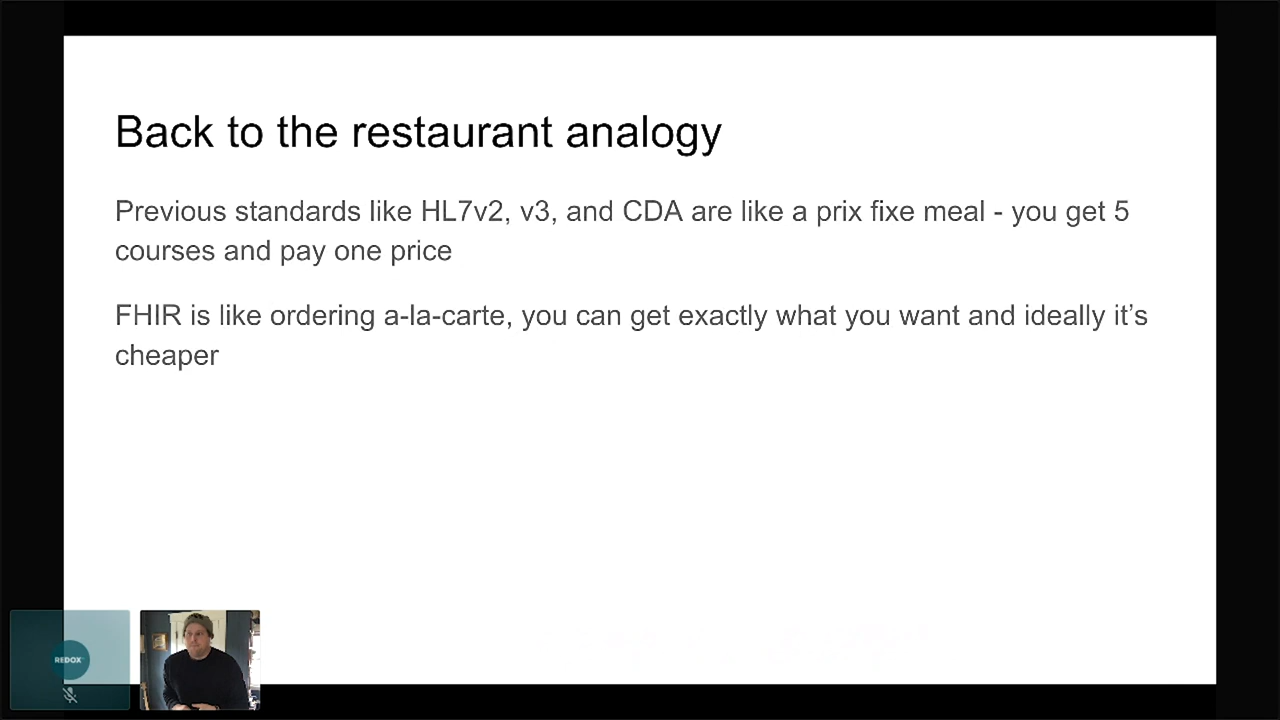 Back to the restaurant analogy
Previous standards like HL7v2, v3, and CDA are like a prix fixe meal - you get 5
courses and pay one price
FHIR is like ordering a-la-carte, you can get exactly what you want and ideally it’s
cheaper
REDOX